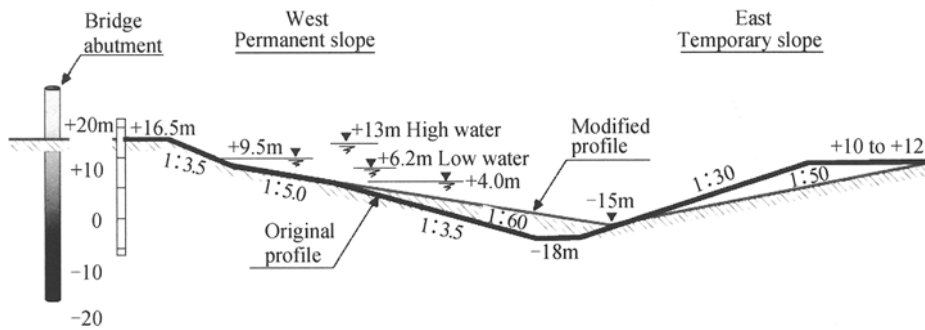 Bridge
abutment
West
Permanent slope
East
Temporary slope
+20m
+16.5m
+13m High water
Modified
profile
+9.5m
+6.2m Low water
+10 to +12
+10
1:3.5
1:5.0
+4.0m
1:30
1:50
−15m
0
1:60
1:3.5
Original
profile
−18m
−10
−20